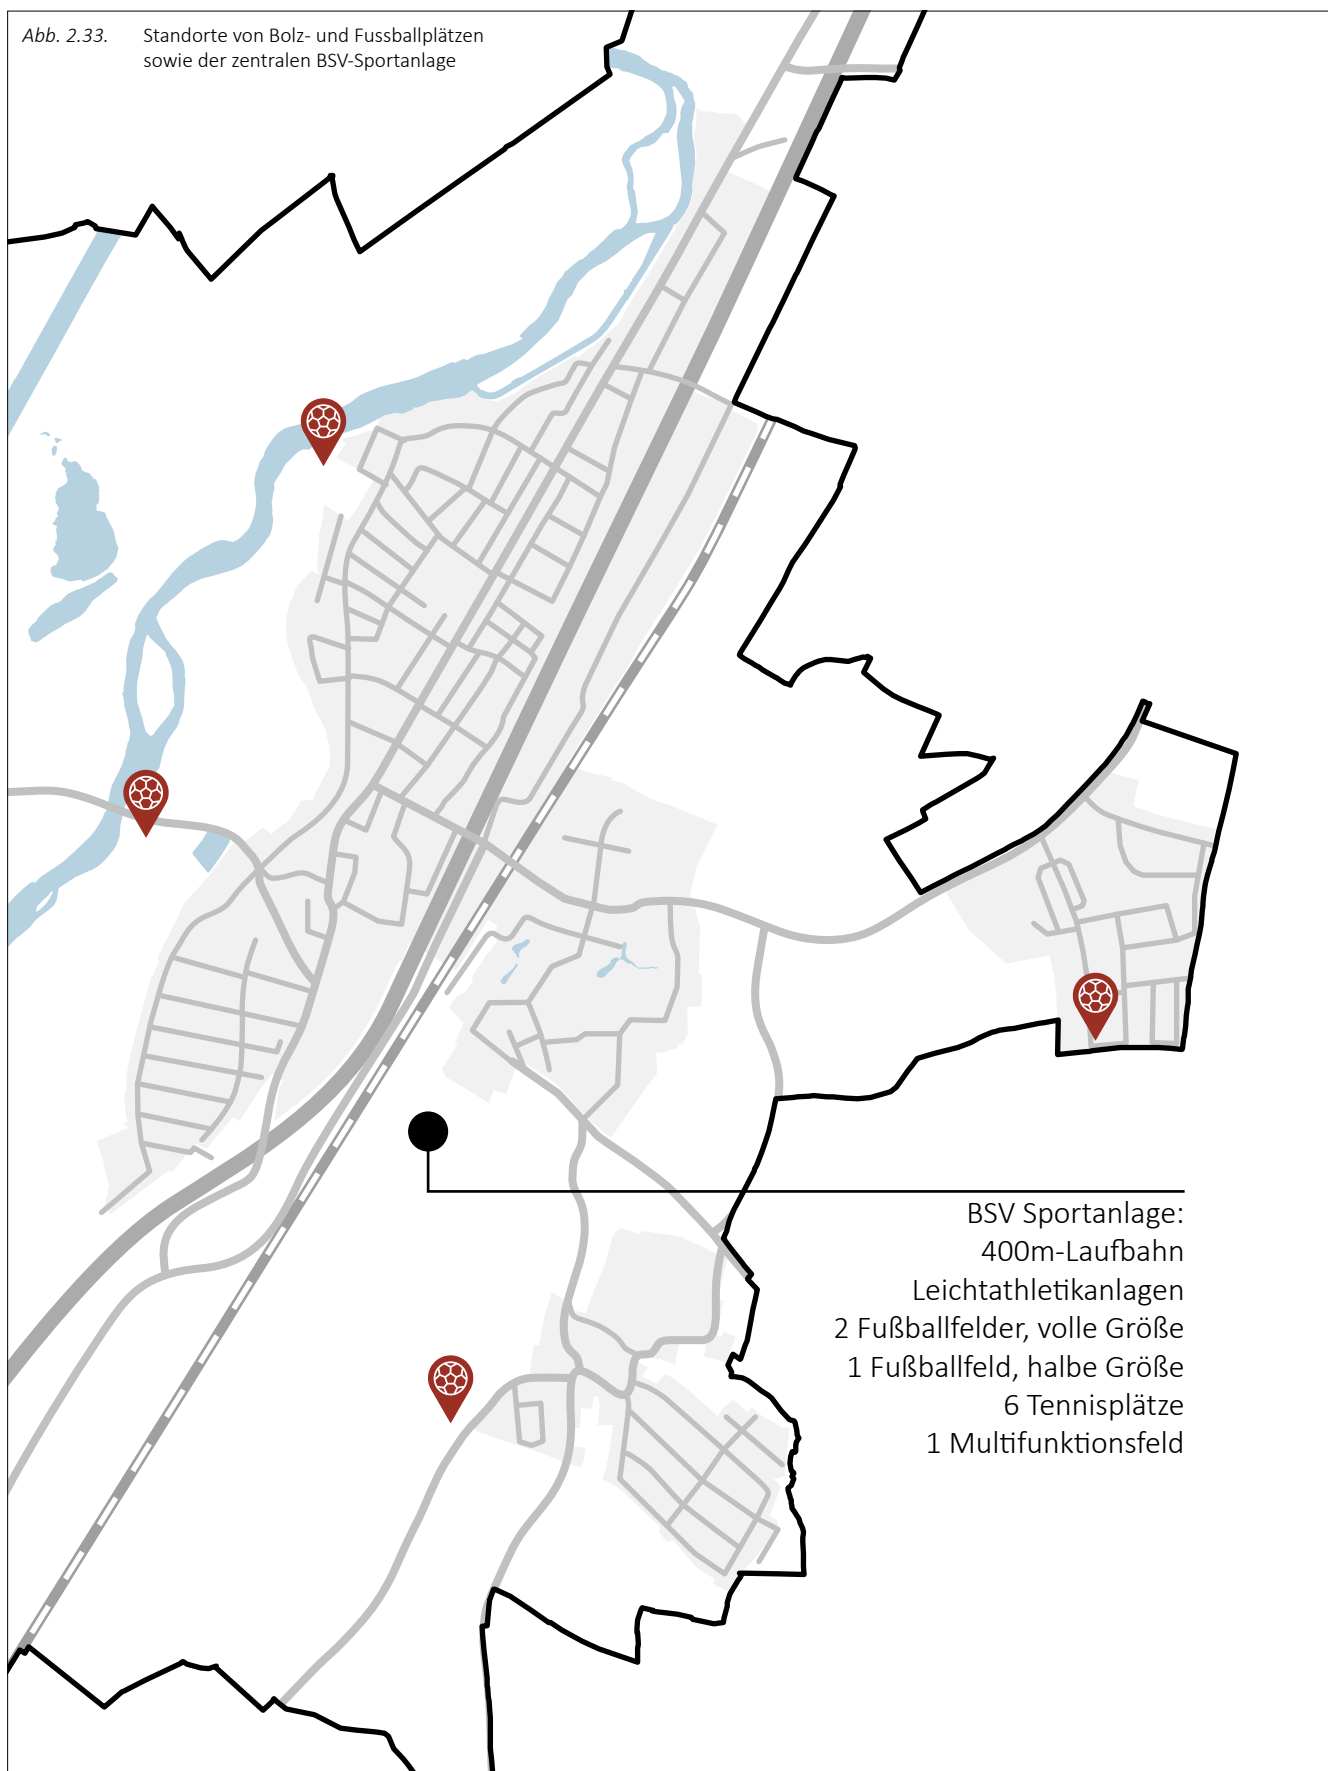 Abb. 2.33. Standorte von Bolz- und Fussballplätzen
sowie der zentralen BSV-Sportanlage
BSV Sportanlage:
400m-Laufbahn
Leichtathletikanlagen
2 Fußballfelder, volle Größe
1 Fußballfeld, halbe Größe
6 Tennisplätze
1 Multifunktionsfeld